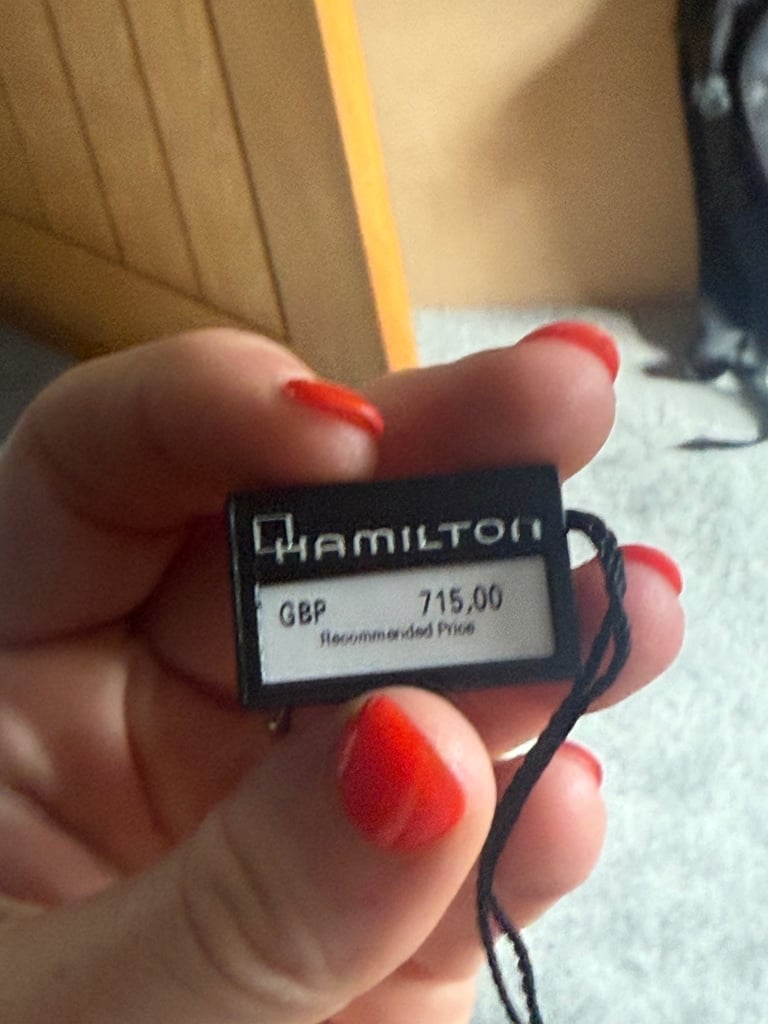 HAMILTON
GBP 715,00
Recommended Price